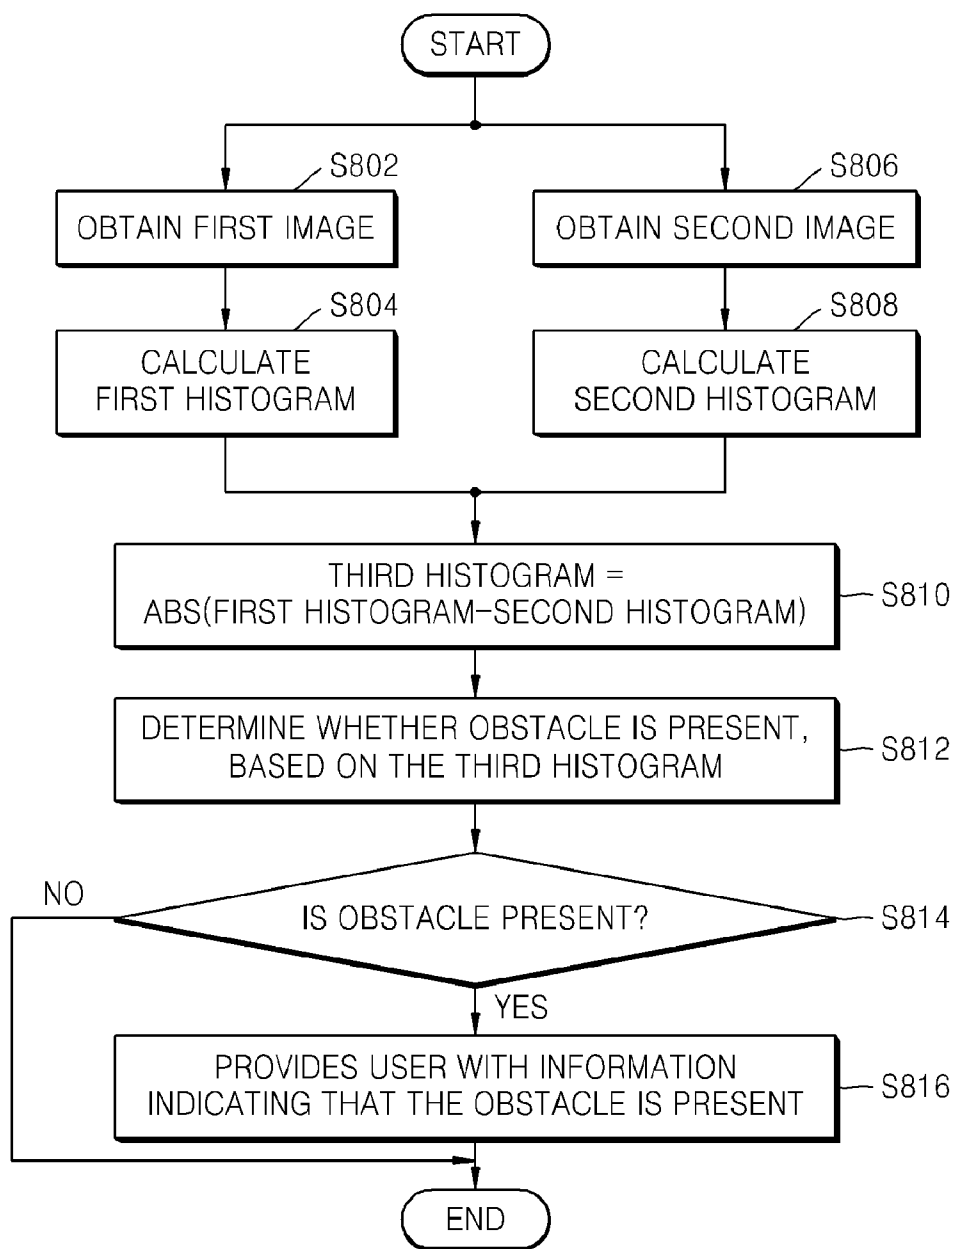 START
S802
OBTAIN FIRST IMAGE
S804
CALCULATE
FIRST HISTOGRAM
S806
OBTAIN SECOND IMAGE
S808
CALCULATE
SECOND HISTOGRAM
THIRD HISTOGRAM =
ABS(FIRST HISTOGRAM-SECOND HISTOGRAM)
S810
DETERMINE WHETHER OBSTACLE IS PRESENT,
BASED ON THE THIRD HISTOGRAM
S812
NO
IS OBSTACLE PRESENT?
S814
YES
PROVIDES USER WITH INFORMATION
INDICATING THAT THE OBSTACLE IS PRESENT
S816
END